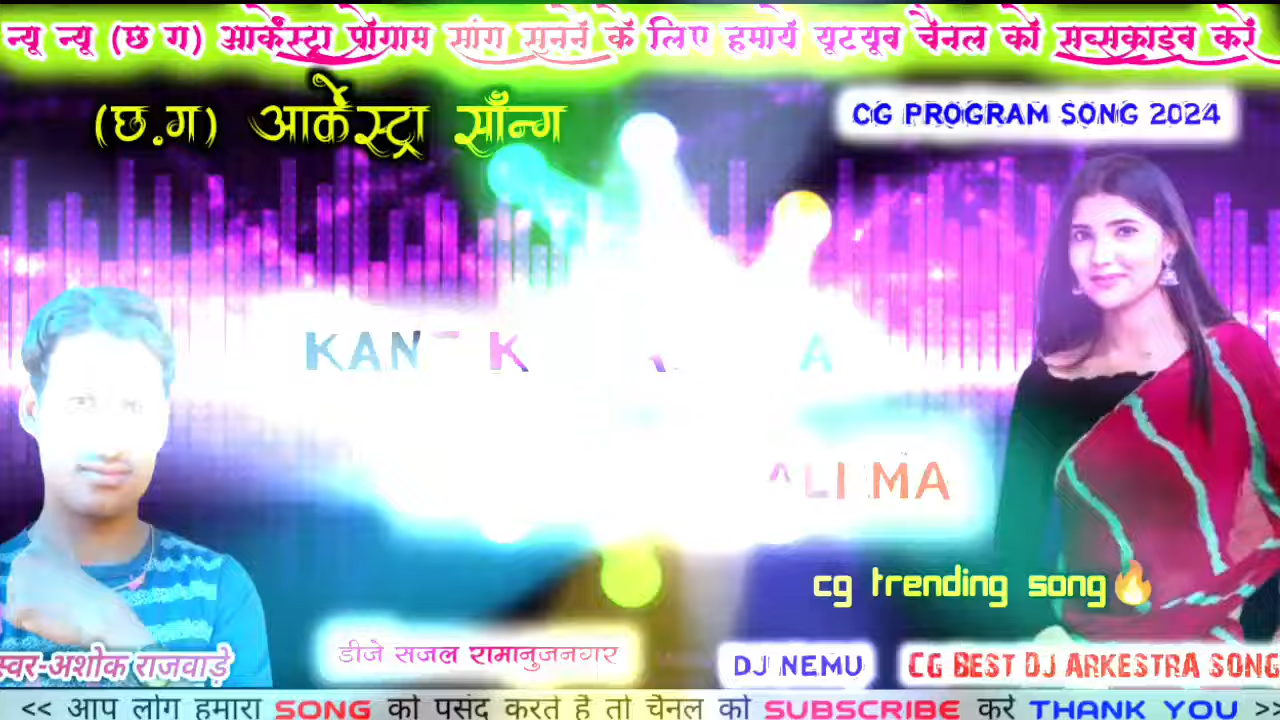 न्यू न्यू (छ ग) आर्केस्ट्रा प्रोग्राम सांग सुनने के लिए हमारे यूटयूब चैनल को सब्सक्राइब करें
(छ.ग) आर्केस्ट्रा सॉन्ग
CG PROGRAM SONG 2024
ALI MA
cg trending song🔥
स्वर-अशोक राजवाड़े
डीजे सजल रामानुजनगर
DJ NEMU
CG BEST DJ ARKESTRA SONG
<< आप लोग हमारा SONG को पसंद करते है तो चैनल को SUBSCRIBE करें THANK YOU >>